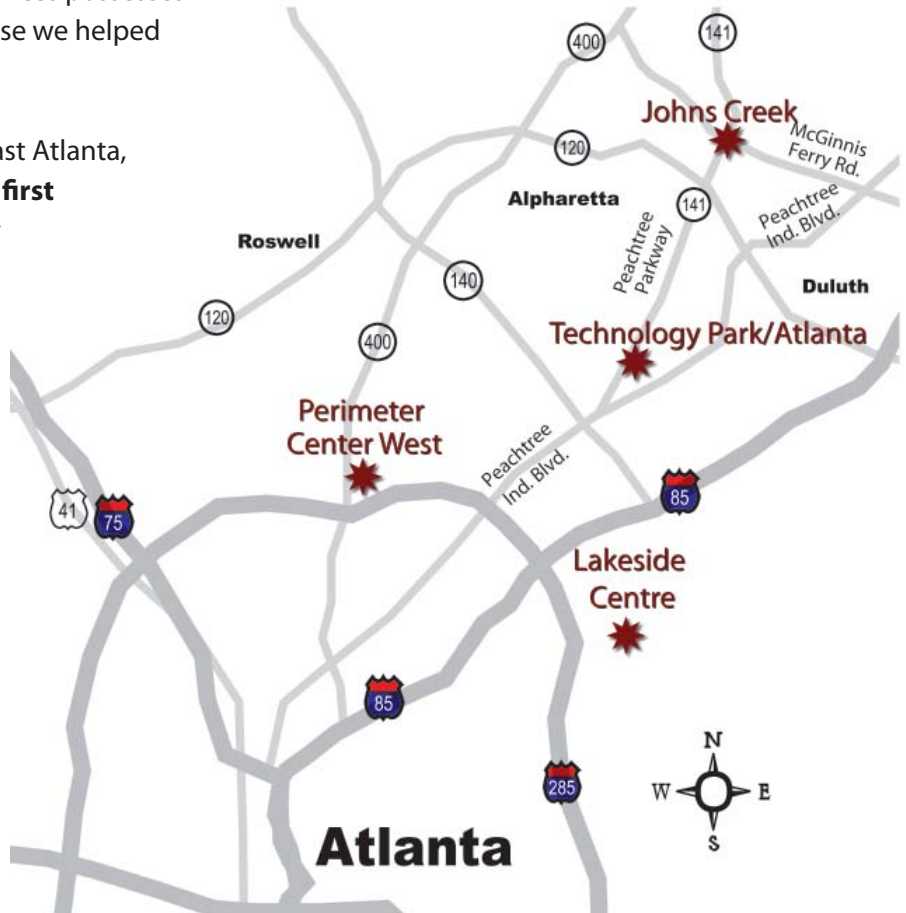 se we helped
ast Atlanta,
first
400
141
Johns Creek
McGinnis
Ferry Rd.
120
Alpharetta
141
Peachtree
Ind. Blvd.
Peachtree
Parkway
Roswell
140
Duluth
120
400
Technology Park/Atlanta
Perimeter
Center West
Peachtree
Ind. Blvd.
41
75
85
Lakeside
Centre
85
285
N
W
E
S
Atlanta